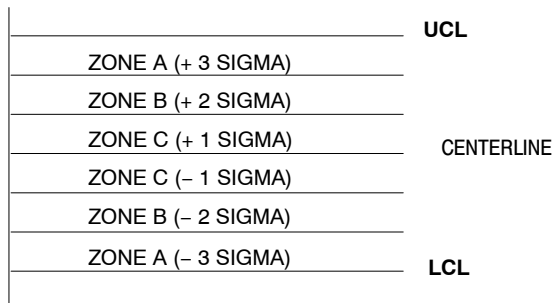 UCL
ZONE A (+ 3 SIGMA)
ZONE B (+ 2 SIGMA)
ZONE C (+ 1 SIGMA)
CENTERLINE
ZONE C (− 1 SIGMA)
ZONE B (− 2 SIGMA)
ZONE A (− 3 SIGMA)
LCL